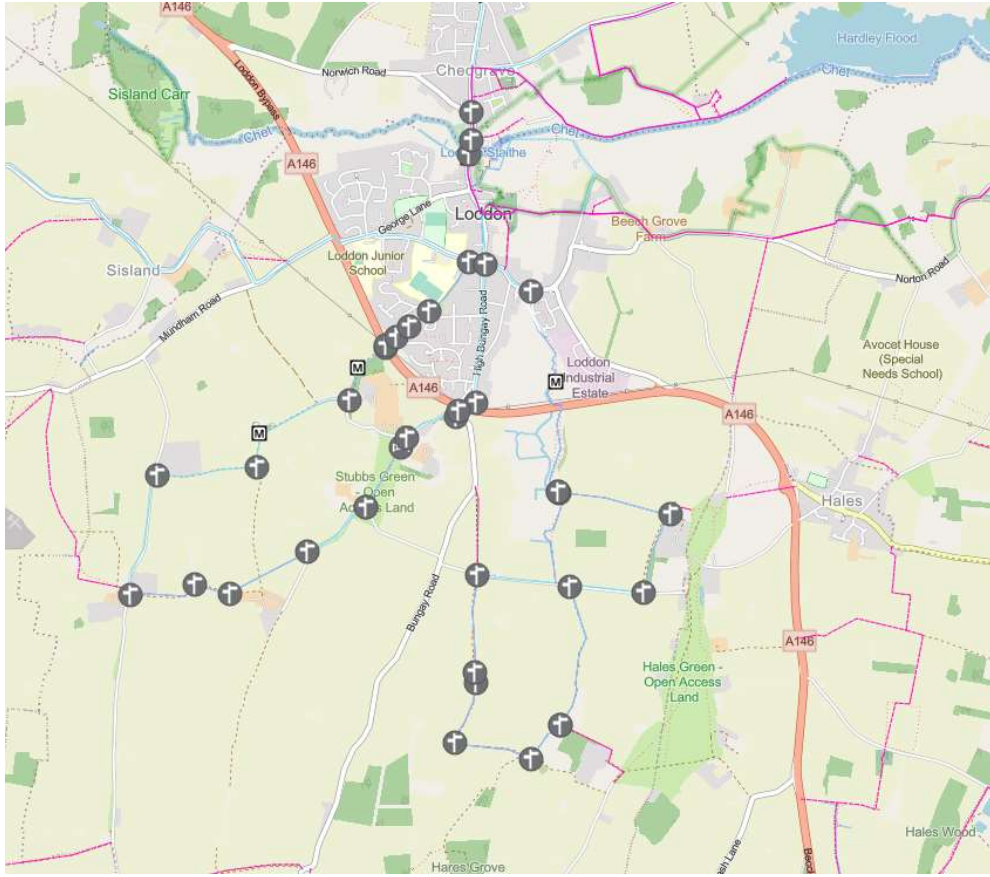 A146
Hardley Flood
Norwich Road
Chedgrave
Chet
Sisland Carr
Loddon Bypass
Chet
Chet
A146
George Lane
Loddon
Beech Grove
Farm
Loddon Junior
School
Sisland
Norton Road
Mundham Road
High Bungay Road
Avocet House
(Special
Needs School)
M
Loddon
Industrial
Estate
M
A146
A146
M
Stubbs Green
- Open
Land
Hales
Bungay Road
A146
Hales Green -
Open Access
Land
Hales Wood
Hares Grove
Lane